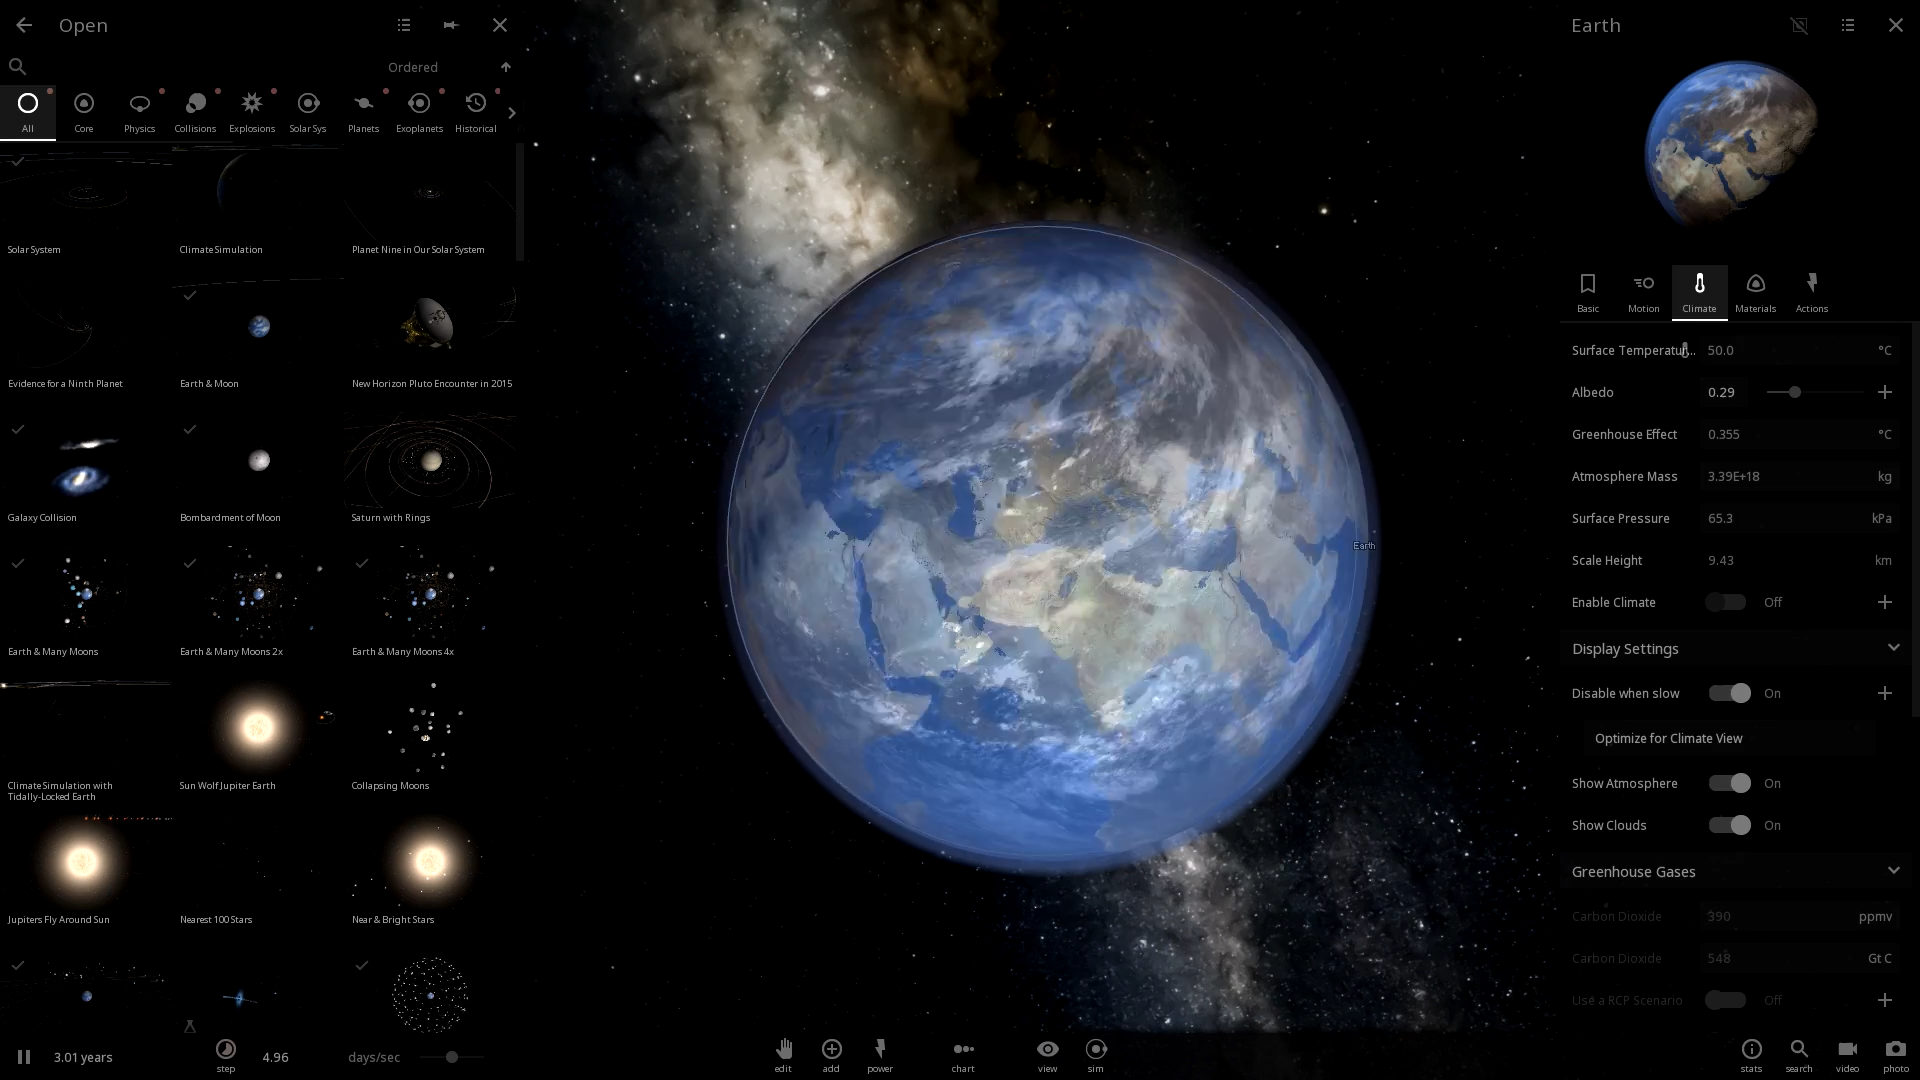 Open
Ordered
All Core Physics Collisions Explosions Solar Sys Planets Exoplanets Historical
Solar System Climate Simulation Planet Nine in Our Solar System
Evidence for a Ninth Planet Earth & Moon New Horizon Pluto Encounter in 2015
Galaxy Collision Bombardment of Moon Saturn with Rings
Earth & Many Moons Earth & Many Moons 2x Earth & Many Moons 4x
Climate Simulation with
Tidally-Locked Earth
Sun Wolf Jupiter Earth Collapsing Moons
Jupiters Fly Around Sun Nearest 100 Stars Near & Bright Stars
3.01 years
step
4.96
days/sec
Earth
edit add power chart view sim
Earth
Basic Motion Climate Materials Actions
Surface Temperatur... 50.0 °C
Albedo 0.29
Greenhouse Effect 0.355 °C
Atmosphere Mass 3.39E+18 kg
Surface Pressure 65.3 kPa
Scale Height 9.43 km
Enable Climate Off
Display Settings
Disable when slow On
Optimize for Climate View
Show Atmosphere On
Show Clouds On
Greenhouse Gases
Carbon Dioxide 390 ppmv
Carbon Dioxide 548 Gt C
Use a RCP Scenario Off
stats search video photo